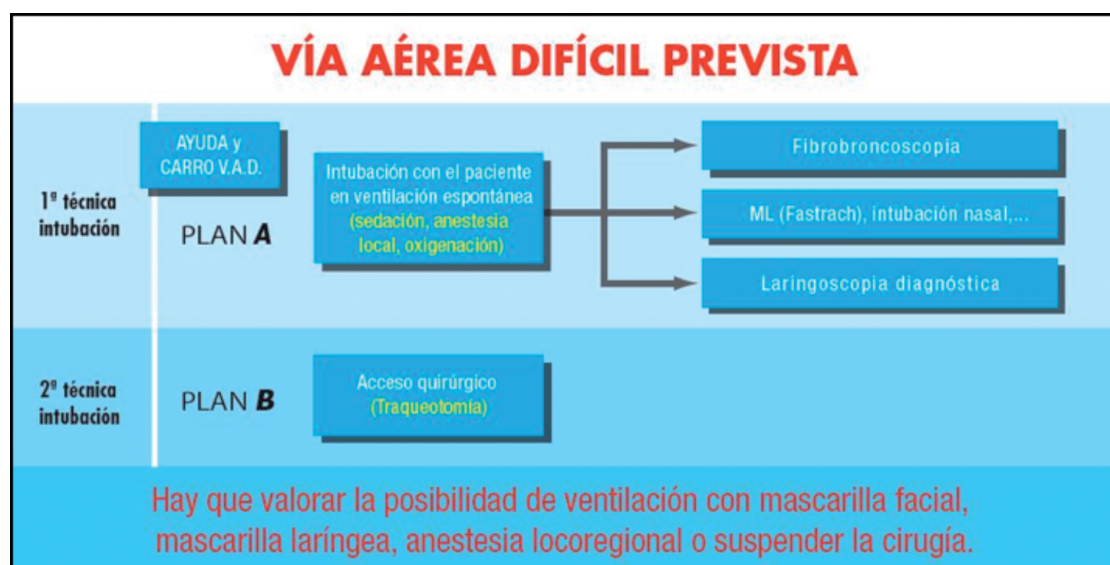 VÍA AÉREA DIFÍCIL PREVISTA
AYUDA y
CARRO V.A.D.
1ª técnica
intubación
PLAN A
Intubación con el paciente
en ventilación espontánea
(sedación, anestesia
local, oxigenación)
Fibrobroncoscopia
ML (Fastrach), intubación nasal,...
Laringoscopia diagnóstica
2ª técnica
intubación
PLAN B
Acceso quirúrgico
(Traqueotomía)
Hay que valorar la posibilidad de ventilación con mascarilla facial,
mascarilla laríngea, anestesia locoregional o suspender la cirugía.